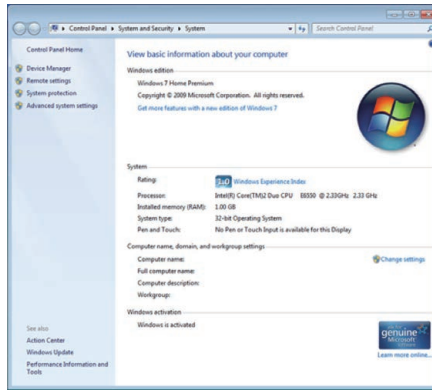 Control Panel ▸ System and Security ▸ System
Search Control Panel
Control Panel Home
Device Manager
Remote settings
System protection
Advanced system settings
See also
Action Center
Windows Update
Performance Information and
Tools
View basic information about your computer
Windows edition
Windows 7 Home Premium
Copyright © 2009 Microsoft Corporation. All rights reserved.
Get more features with a new edition of Windows 7
System
Rating:
Windows Experience Index
Processor: Intel(R) Core(TM)2 Duo CPU @ 2.33GHz 2.33 GHz
Installed memory (RAM): 1.00 GB
System type: 32-bit Operating System
Pen and Touch: No Pen or Touch Input is available for this Display
Computer name, domain, and workgroup settings
Computer name:
Change settings
Full computer name:
Computer description:
Workgroup:
Windows activation
Windows is activated
genuine
Microsoft
Learn more online...